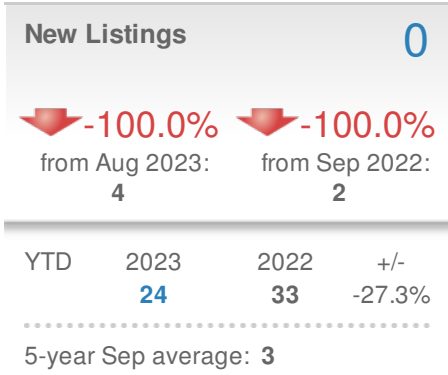 New Listings 0
-100.0% -100.0%
from Aug 2023: from Sep 2022:
4 2
YTD 2023 2022 +/-
24 33 -27.3%
5-year Sep average: 3